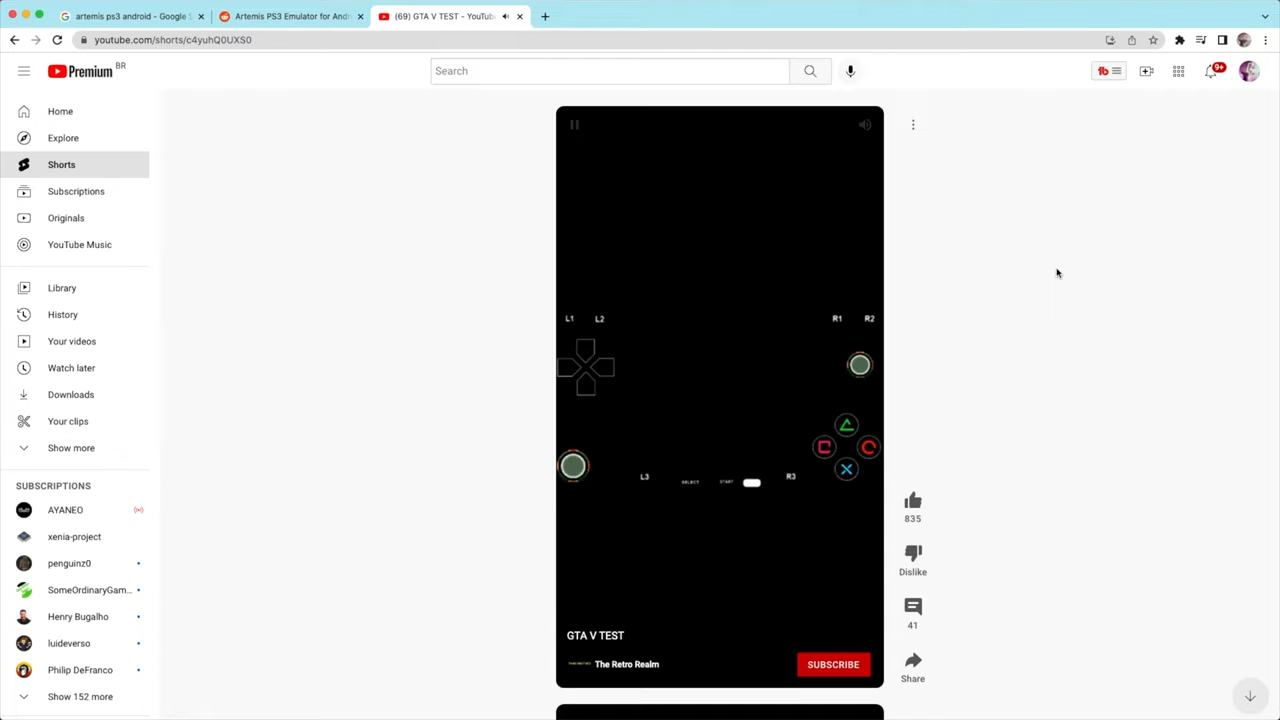 artemis ps3 android - Google S
Artemis PS3 Emulator for Andr
(69) GTA V TEST - YouTube
youtube.com/shorts/c4yuhQ0UXS0
Premium BR
Search
9+
Home
Explore
Shorts
Subscriptions
Originals
YouTube Music
Library
History
Your videos
Watch later
Downloads
Your clips
Show more
SUBSCRIPTIONS
AYANEO
xenia-project
penguinz0
SomeOrdinaryGam...
Henry Bugalho
luideverso
Philip DeFranco
Show 152 more
L1 L2 R1 R2
L3 SELECT START R3
GTA V TEST
The Retro Realm
SUBSCRIBE
835
Dislike
41
Share